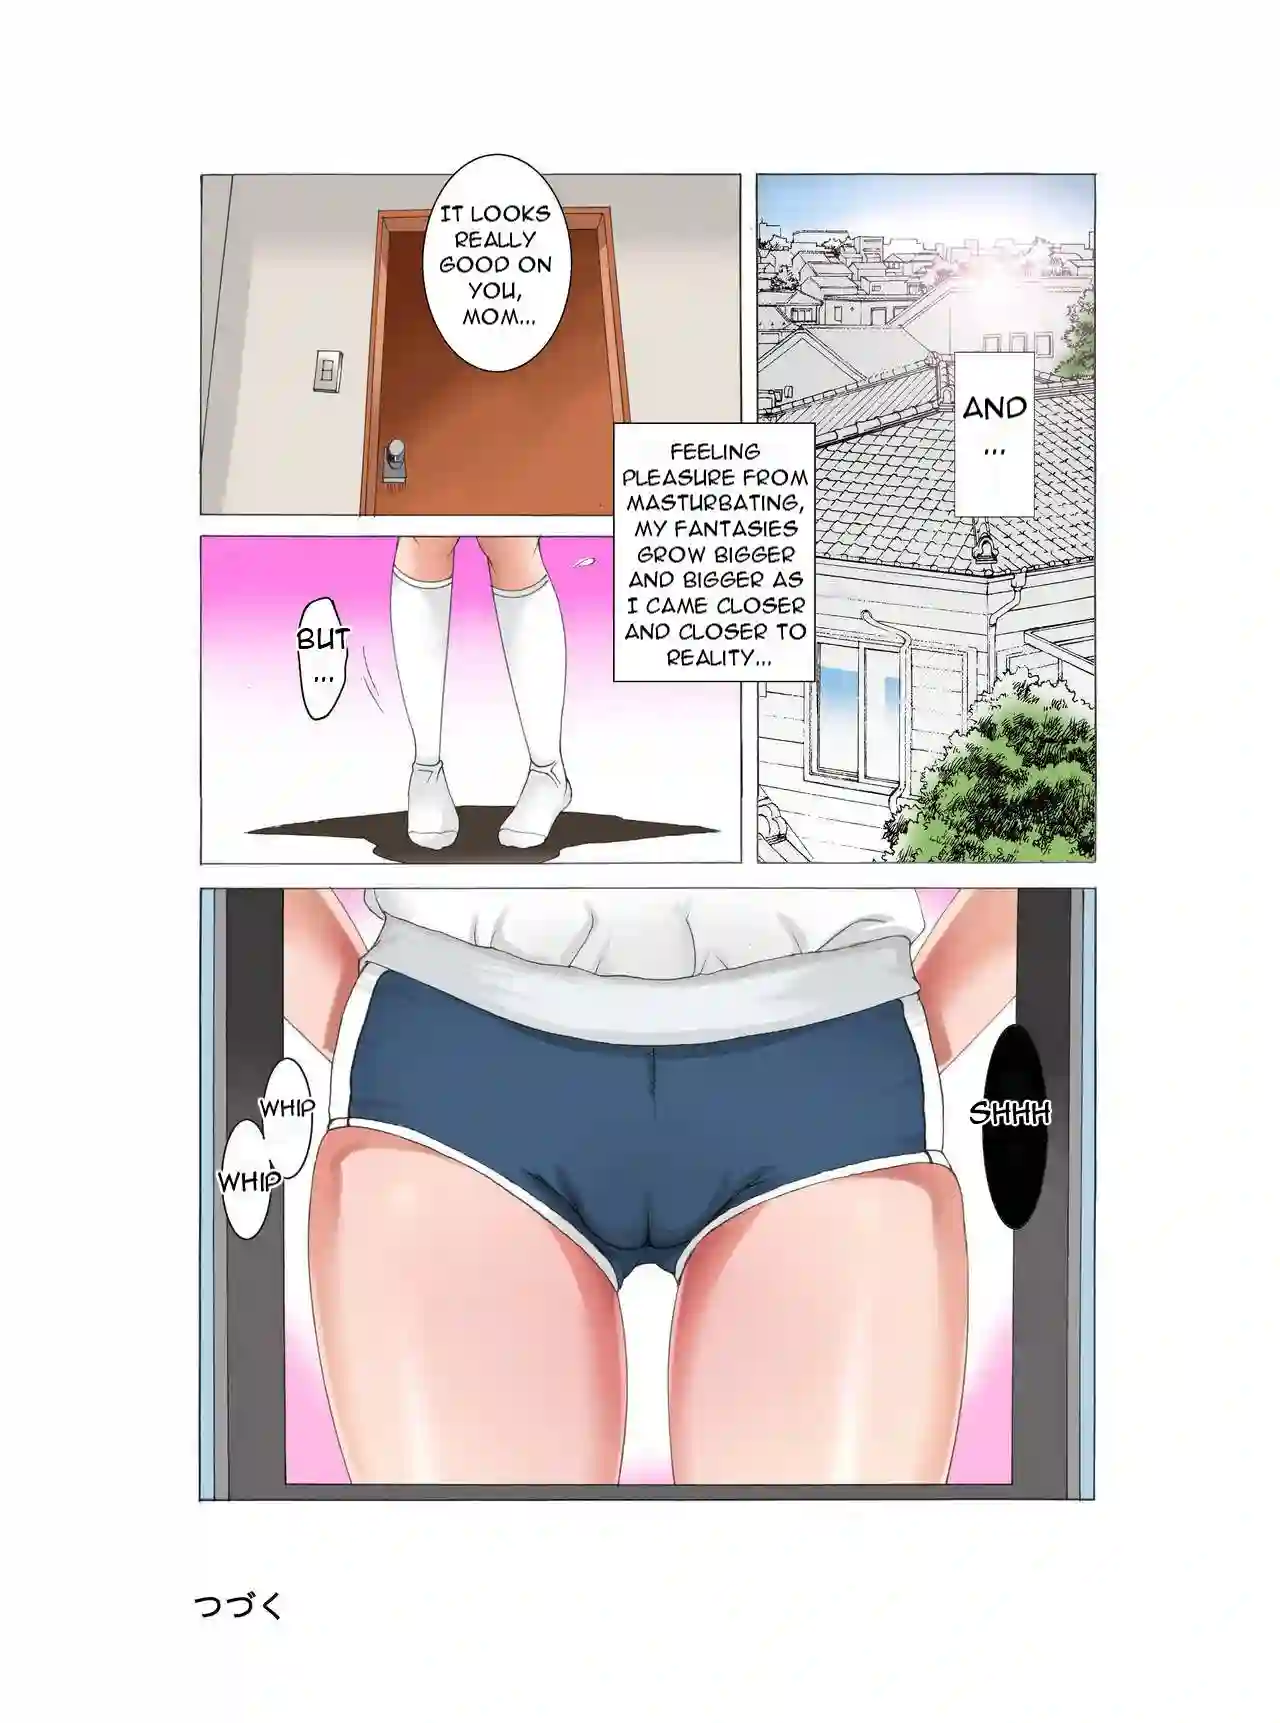 AND
...
IT LOOKS
REALLY
GOOD ON
YOU,
MOM...
FEELING
PLEASURE FROM
MASTURBATING,
MY FANTASIES
GROW BIGGER
AND BIGGER AS
I CAME CLOSER
AND CLOSER TO
REALITY...
BUT
...
SHHH
WHIP
WHIP
つづく